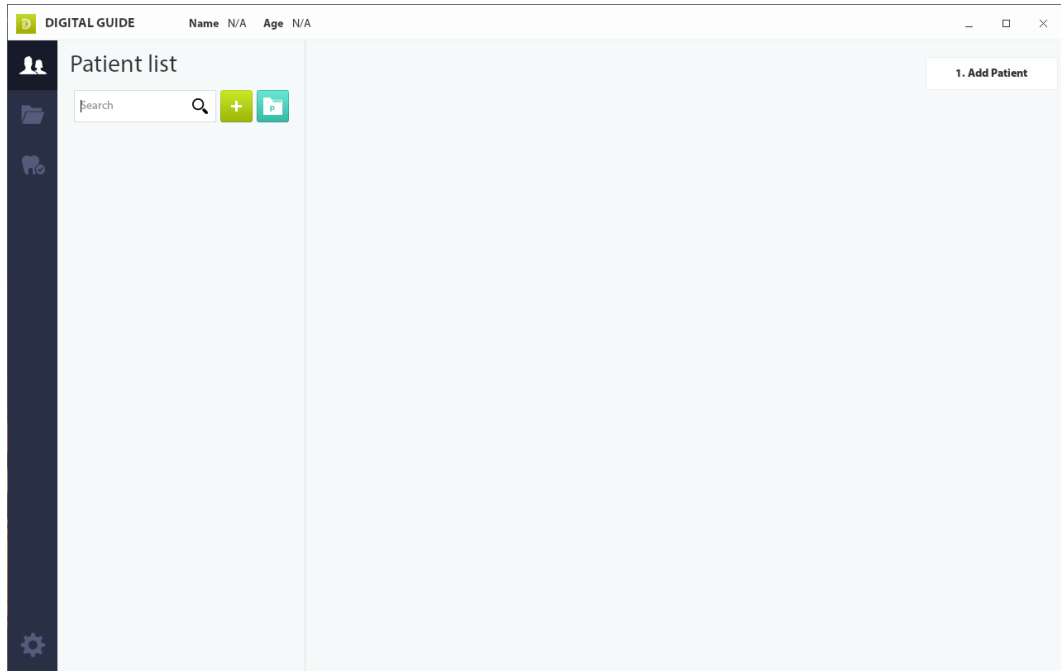 D DIGITAL GUIDE Name N/A Age N/A
Patient list
1. Add Patient
Search
P